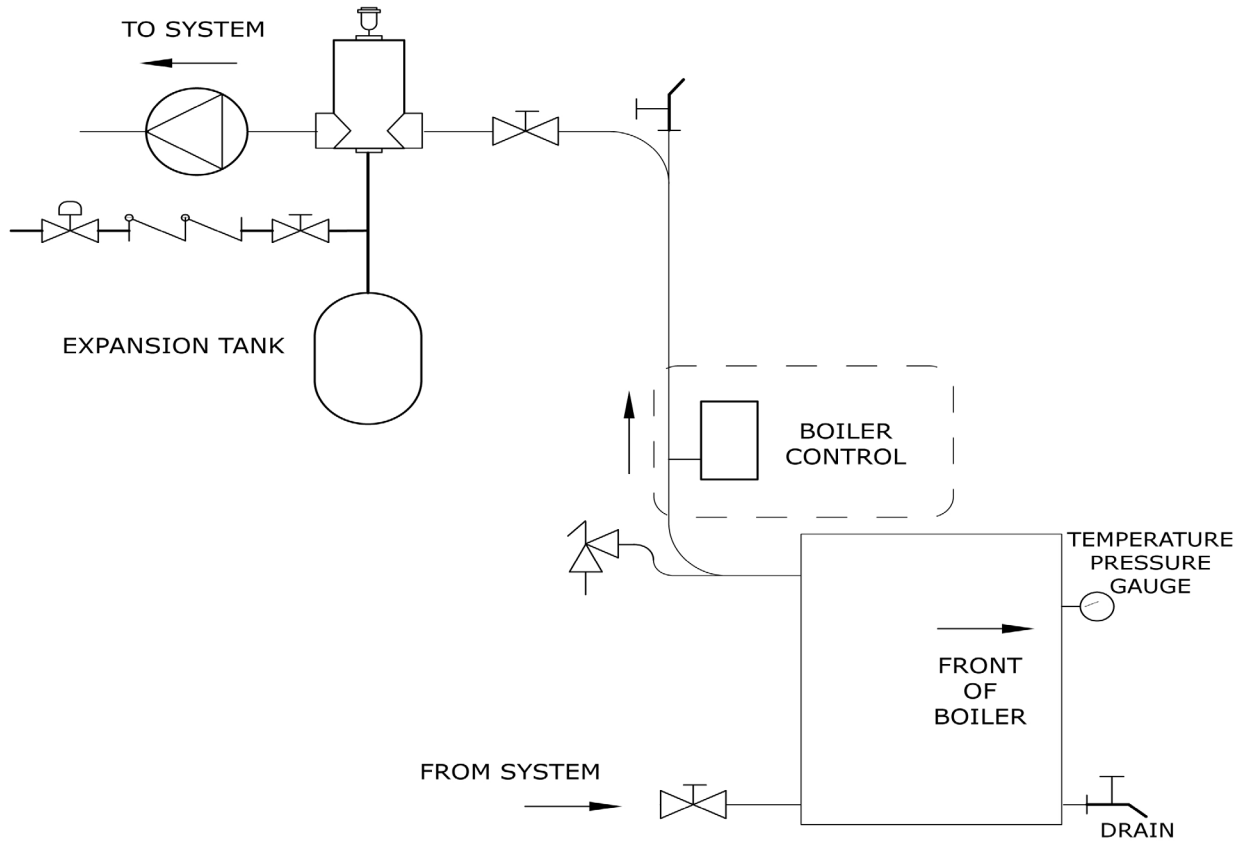 TO SYSTEM
EXPANSION TANK
BOILER
CONTROL
TEMPERATURE
PRESSURE
GAUGE
FRONT
OF
BOILER
FROM SYSTEM
DRAIN